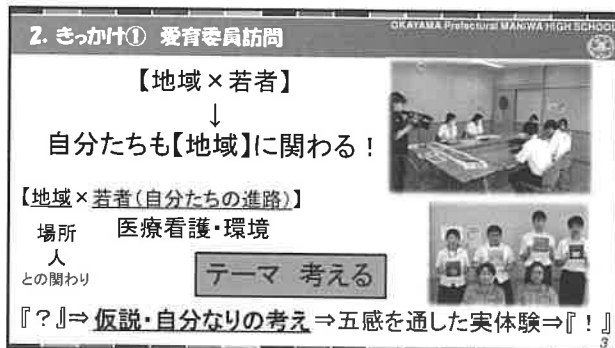 OKAYAMA Prefectural MANIWA HIGH SCHOOL
2. きっかけ① 愛育委員訪問
【地域×若者】
↓
自分たちも【地域】に関わる!
【地域×若者(自分たちの進路)】
場所 医療看護・環境
人
との関わり
テーマ 考える
『?』⇒仮説・自分なりの考え⇒五感を通した実体験⇒『!』
3